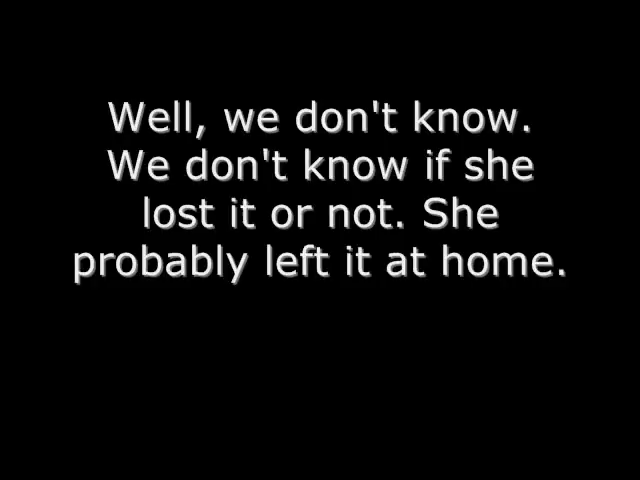 Well, we don't know.
We don't know if she
lost it or not. She
probably left it at home.